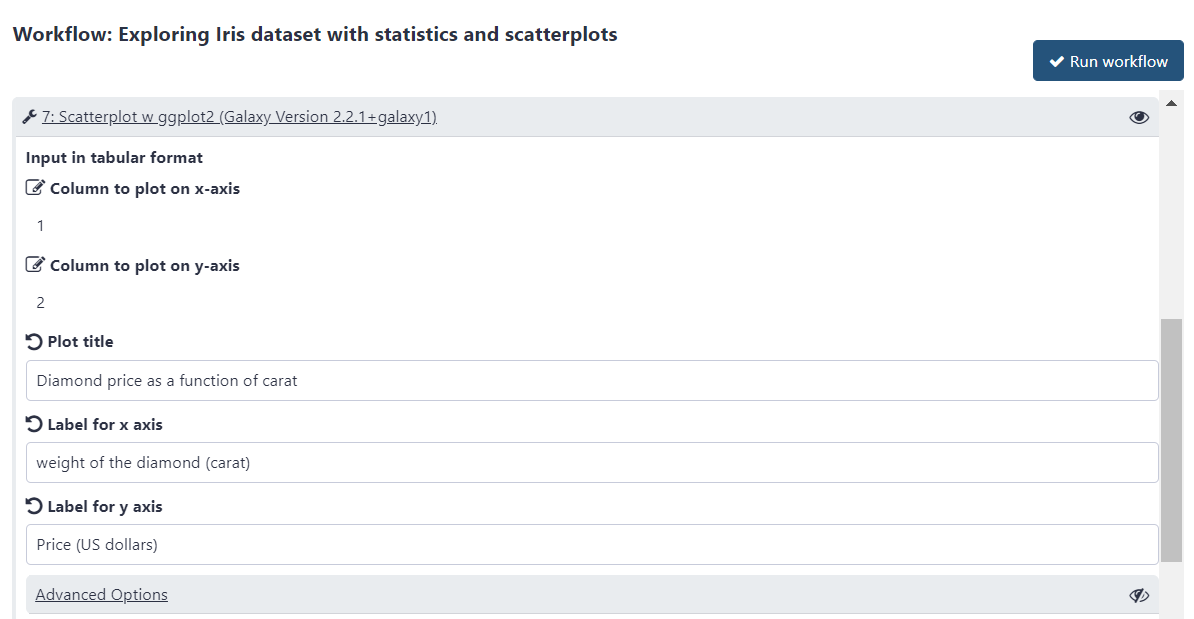 Workflow: Exploring Iris dataset with statistics and scatterplots
Run workflow
7: Scatterplot w ggplot2 (Galaxy Version 2.2.1+galaxy1)
Input in tabular format
Column to plot on x-axis
1
Column to plot on y-axis
2
Plot title
Diamond price as a function of carat
Label for x axis
weight of the diamond (carat)
Label for y axis
Price (US dollars)
Advanced Options